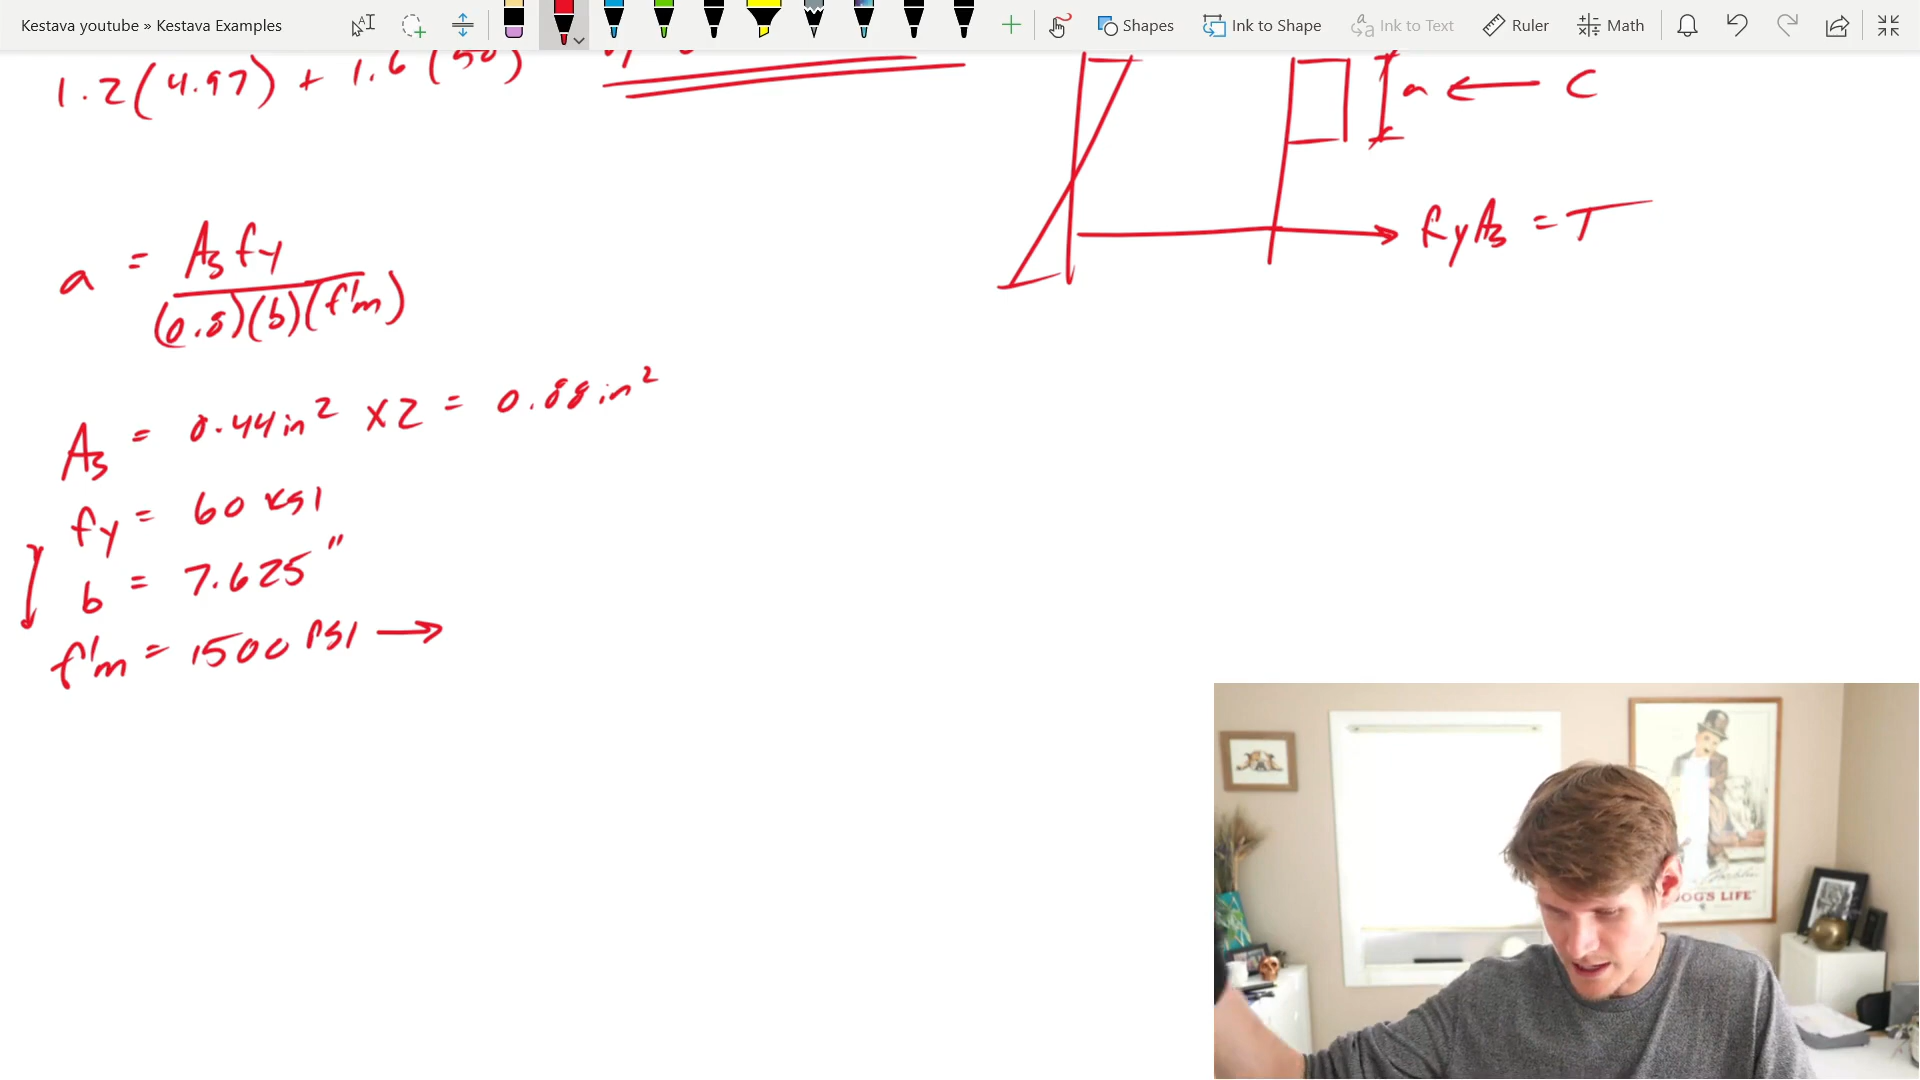 Kestava youtube » Kestava Examples
Shapes
Ink to Shape
Ink to Text
Ruler
Math
1.2(4.97) + 1.6(50)
a ← C
a = As fy
(0.8)(b)(f'm)
fyAs = T
As = 0.44in² x2 = 0.88in²
fy = 60 ksi
b = 7.625"
f'm = 1500 PSI →
DOG'S LIFE"